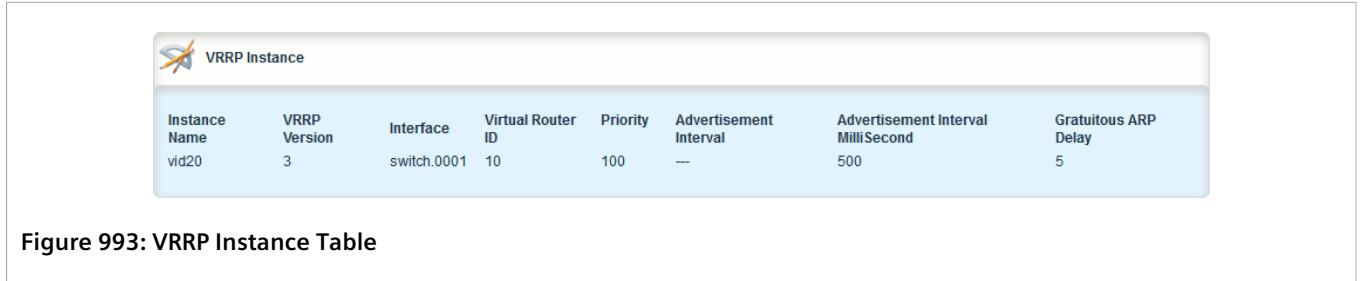 VRRP Instance
Instance Name VRRP Version Interface Virtual Router ID Priority Advertisement Interval Advertisement Interval MilliSecond Gratuitous ARP Delay
vid20 3 switch.0001 10 100 --- 500 5
Figure 993: VRRP Instance Table